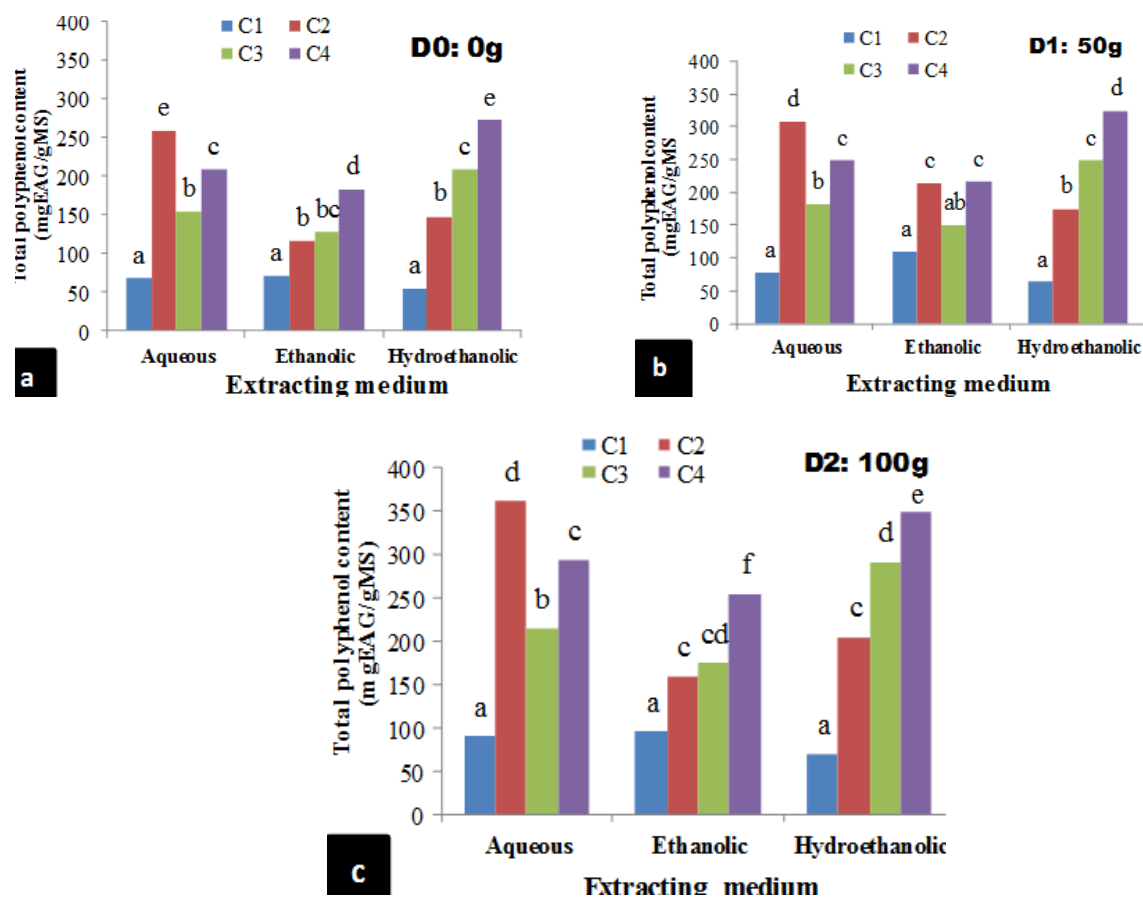 C1 C2
C3 C4
D0: 0g
Total polyphenol content
(mgEAG/gMS)
400
350
300
250
200
150
100
50
0
a e b c
a b bc d
a b c e
Aqueous Ethanolic Hydroethanolic
Extracting medium
a
C1 C2
C3 C4
D1: 50g
Total polyphenol content
(mgEAG/gMS)
400
350
300
250
200
150
100
50
0
a d b c
a c ab c
a b c d
Aqueous Ethanolic Hydroethanolic
Extracting medium
b
C1 C2
C3 C4
D2: 100g
Total polyphenol content
(m gEAG/gMS)
400
350
300
250
200
150
100
50
0
a d b c
a c cd f
a c d e
Aqueous Ethanolic Hydroethanolic
Extracting medium
c